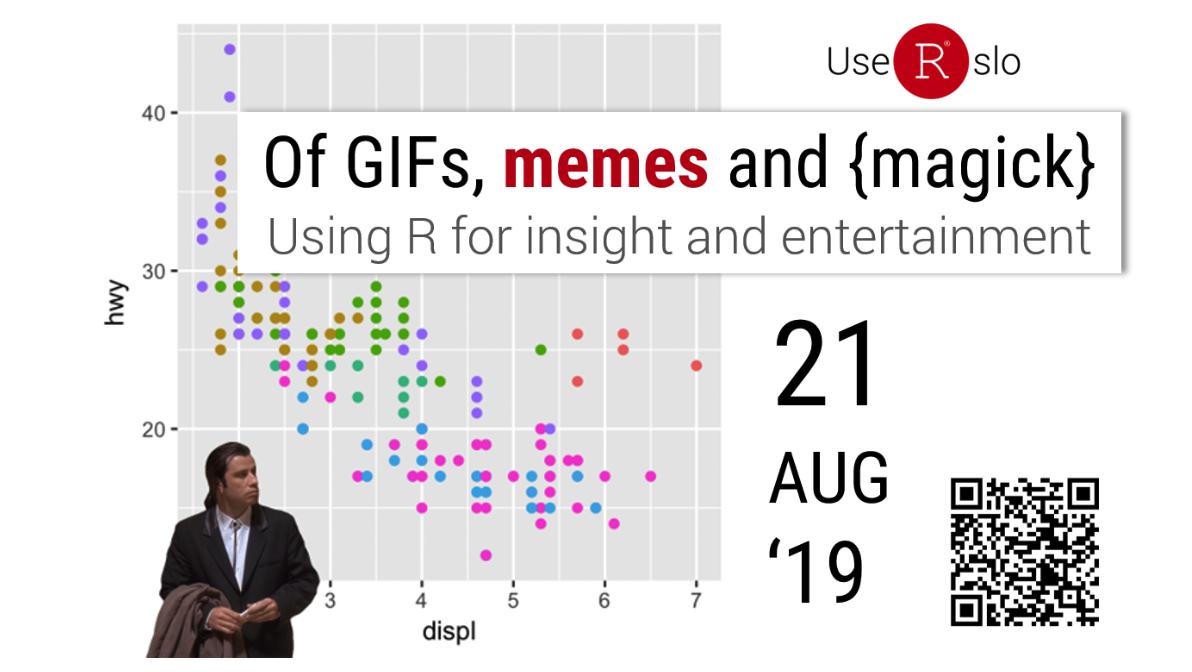 Use R® slo
Of GIFs, memes and {magick}
Using R for insight and entertainment
40
30
20
hwy
3 4 5 6 7
displ
21
AUG
‘19